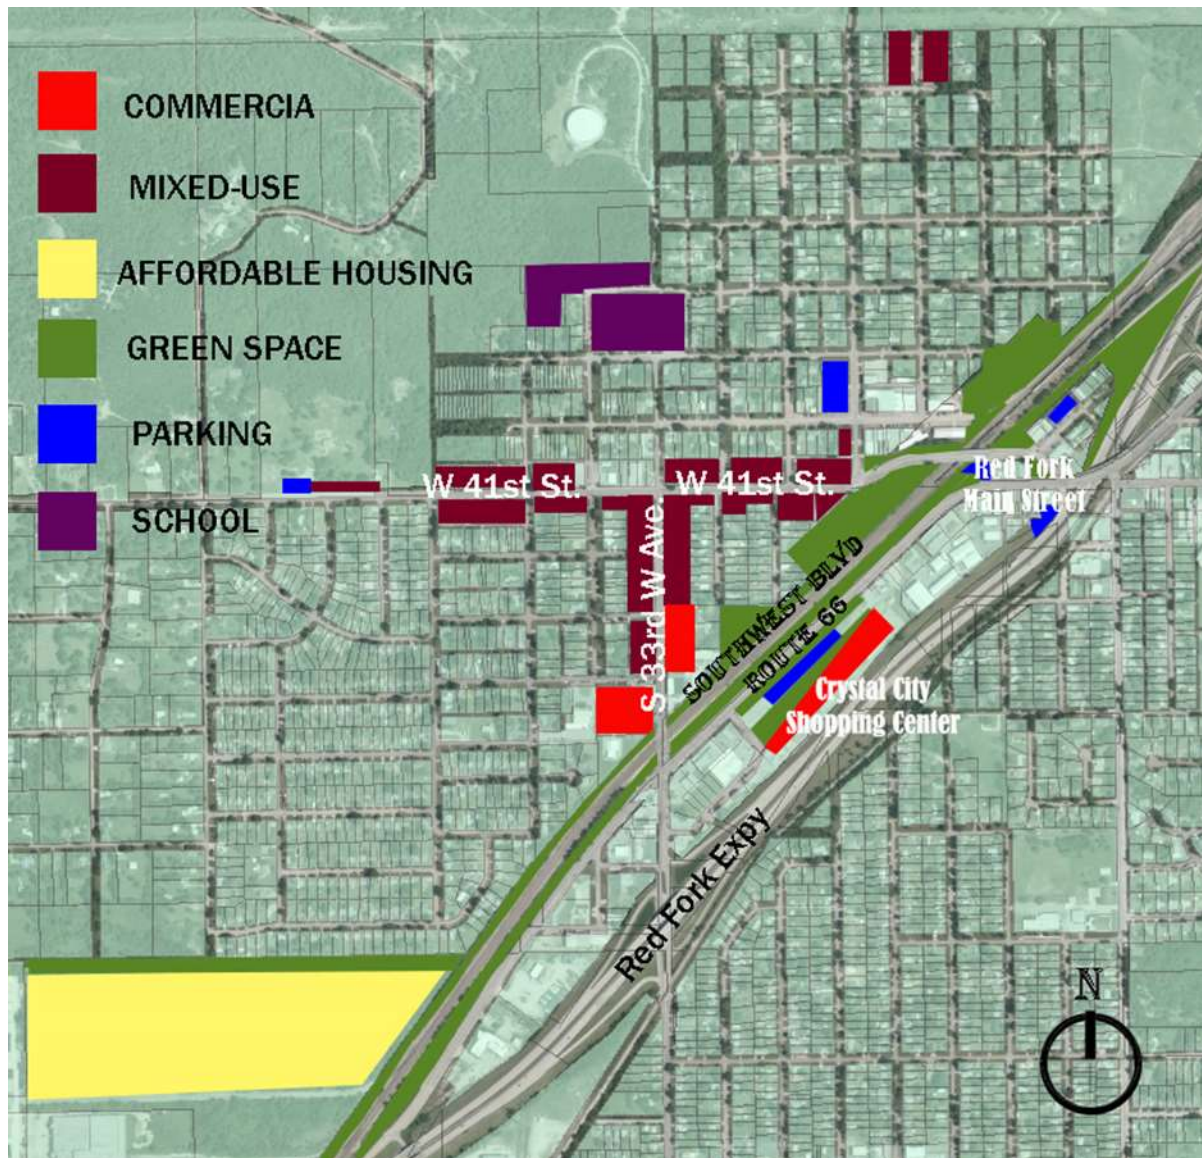 COMMERCIA
MIXED-USE
AFFORDABLE HOUSING
GREEN SPACE
PARKING
SCHOOL
W 41st St.
W 41st St.
Red Fork
Main Street
S 33rd W Ave.
SOUTHWEST BLVD
ROUTE 66
Crystal City
Shopping Center
Red Fork Expy
N